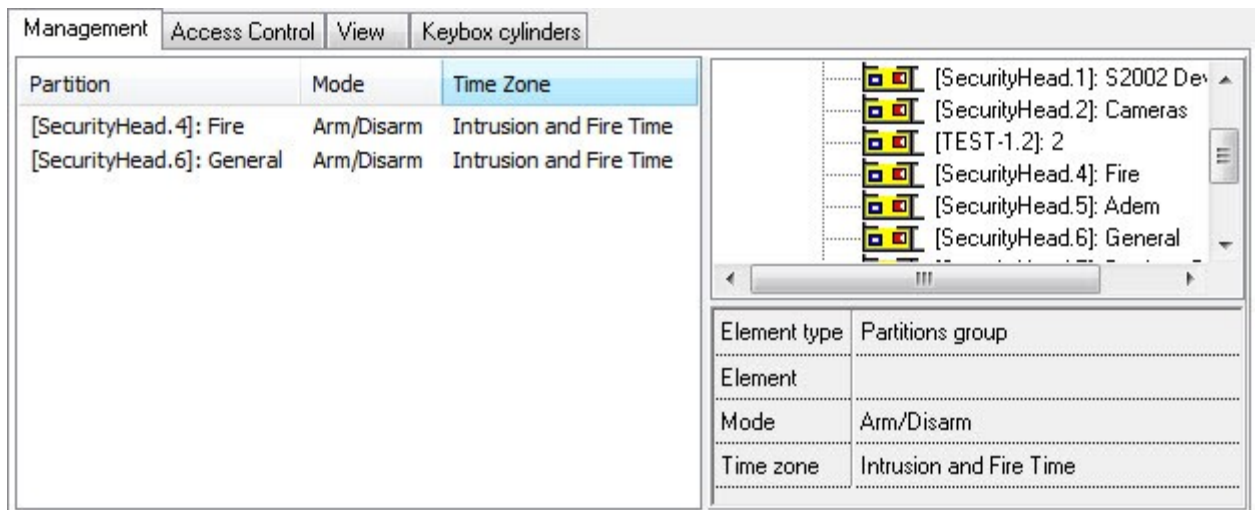 Management Access Control View Keybox cylinders
Partition Mode Time Zone
[SecurityHead.4]: Fire Arm/Disarm Intrusion and Fire Time
[SecurityHead.6]: General Arm/Disarm Intrusion and Fire Time
[SecurityHead.1]: S2002 Dev
[SecurityHead.2]: Cameras
[TEST-1.2]: 2
[SecurityHead.4]: Fire
[SecurityHead.5]: Adem
[SecurityHead.6]: General
Element type Partitions group
Element
Mode Arm/Disarm
Time zone Intrusion and Fire Time